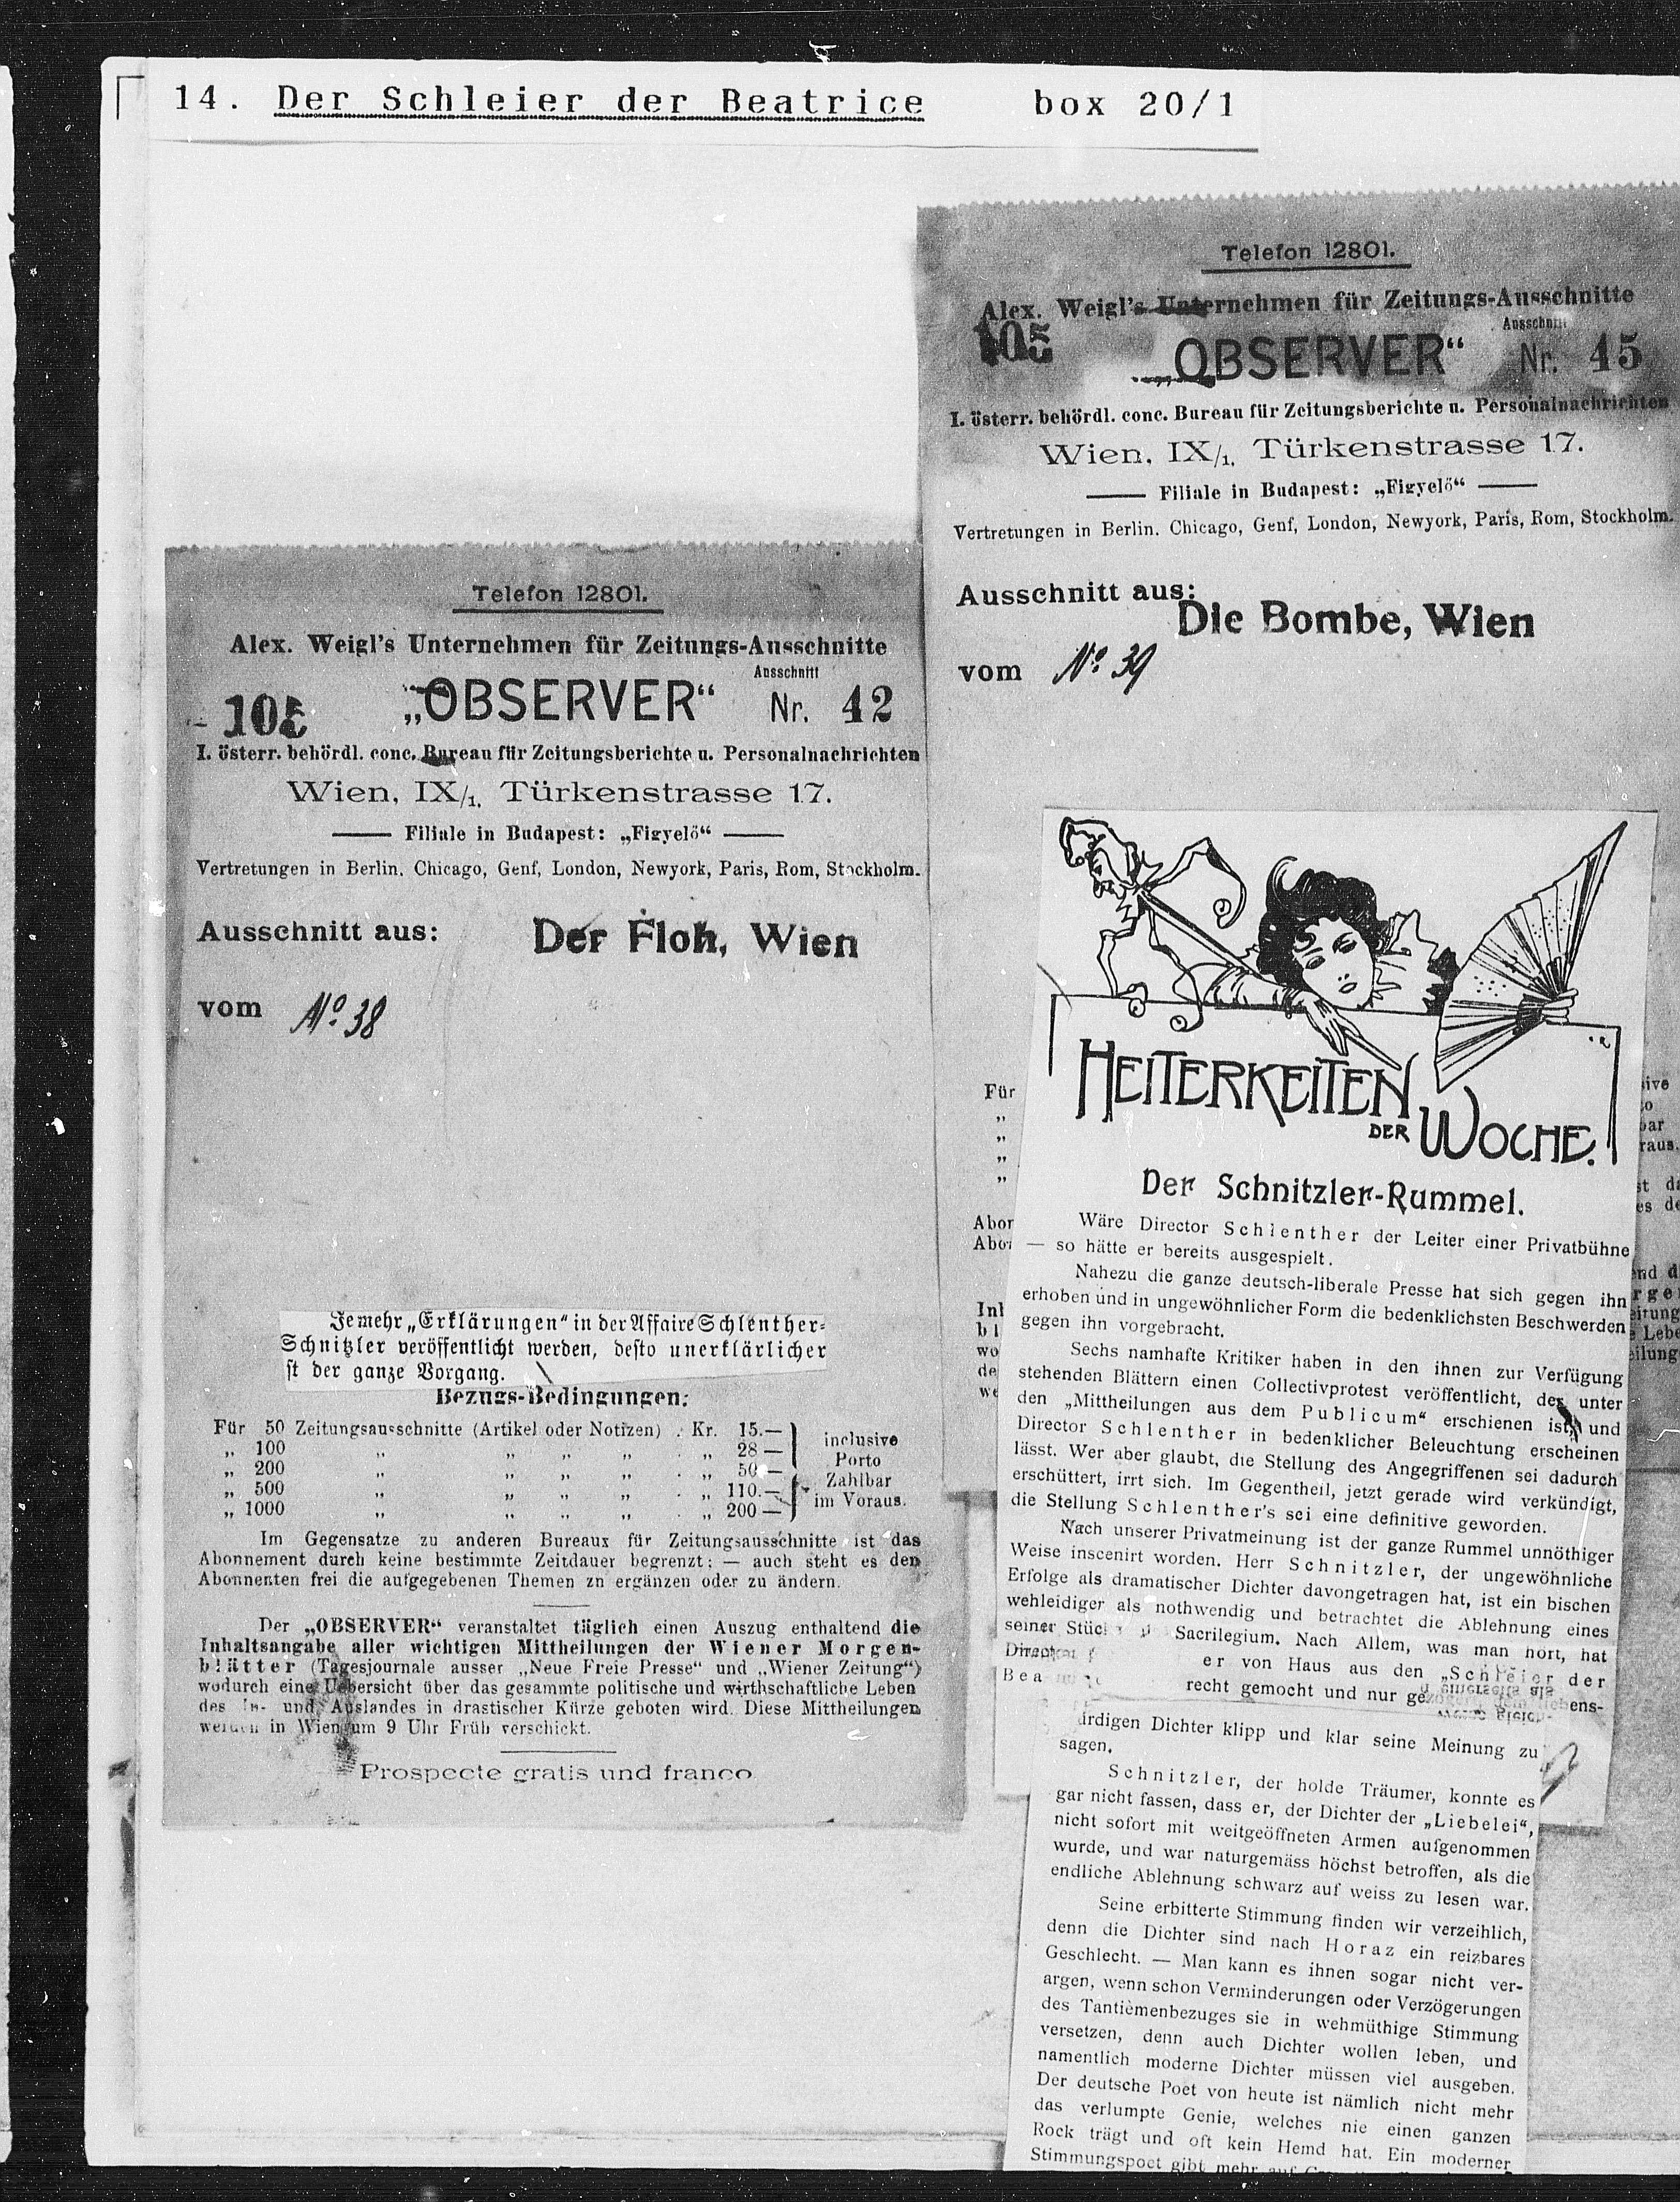 14. Der Schleier der Beatrice box 20/1
Telefon 12801.
Alex. Weigl's Unternehmen für Zeitungs-Ausschnitte
Ausschnitt
105 „OBSERVER“ Nr. 42
I. österr. behördl. conc. Bureau für Zeitungsberichte u. Personalnachrichten
Wien, IX/1, Türkenstrasse 17.
Filiale in Budapest: „Figyelő“
Vertretungen in Berlin, Chicago, Genf, London, Newyork, Paris, Rom, Stockholm.
Ausschnitt aus: Der Floh, Wien
vom No. 38
Jemehr „Erklärungen“ in der Affaire Schlenther-
Schnitzler veröffentlicht werden, desto unerklärlicher
ist der ganze Vorgang.
Bezugs-Bedingungen:
Für 50 Zeitungsausschnitte (Artikel oder Notizen) . Kr. 15.—
„ 100 „ „ „ „ . „ 28 —
„ 200 „ „ „ „ . „ 50 —
„ 500 „ „ „ „ . „ 110.—
„ 1000 „ „ „ „ . „ 200 —
inclusive
Porto
Zahlbar
im Voraus.
Im Gegensatze zu anderen Bureaux für Zeitungsausschnitte ist das
Abonnement durch keine bestimmte Zeitdauer begrenzt; — auch steht es den
Abonnenten frei die aufgegebenen Themen zu ergänzen oder zu ändern.
Der „OBSERVER“ veranstaltet täglich einen Auszug enthaltend die
Inhaltsangabe aller wichtigen Mittheilungen der Wiener Morgen-
blätter (Tagesjournale ausser „Neue Freie Presse“ und „Wiener Zeitung“)
wodurch eine Uebersicht über das gesammte politische und wirthschaftliche Leben
des In- und Auslandes in drastischer Kürze geboten wird. Diese Mittheilungen
werden in Wien um 9 Uhr Früh verschickt.
Prospecte gratis und franco
Telefon 12801.
Alex. Weigl's Unternehmen für Zeitungs-Ausschnitte
Ausschnitt
105 „OBSERVER“ Nr. 45
I. österr. behördl. conc. Bureau für Zeitungsberichte u. Personalnachrichten
Wien, IX/1, Türkenstrasse 17.
Filiale in Budapest: „Figyelő“
Vertretungen in Berlin. Chicago, Genf, London, Newyork, Paris, Rom, Stockholm.
Ausschnitt aus: Die Bombe, Wien
vom No. 39
HEITERKEITEN
DER WOCHE.
Der Schnitzler-Rummel.
Wäre Director Schlenther der Leiter einer Privatbühne
— so hätte er bereits ausgespielt.
Nahezu die ganze deutsch-liberale Presse hat sich gegen ihn
erhoben und in ungewöhnlicher Form die bedenklichsten Beschwerden
gegen ihn vorgebracht.
Sechs namhafte Kritiker haben in den ihnen zur Verfügung
stehenden Blättern einen Collectivprotest veröffentlicht, der unter
den „Mittheilungen aus dem Publicum“ erschienen ist, und
Director Schlenther in bedenklicher Beleuchtung erscheinen
lässt. Wer aber glaubt, die Stellung des Angegriffenen sei dadurch
erschüttert, irrt sich. Im Gegentheil, jetzt gerade wird verkündigt,
die Stellung Schlenther's sei eine definitive geworden.
Nach unserer Privatmeinung ist der ganze Rummel unnöthiger
Weise inscenirt worden. Herr Schnitzler, der ungewöhnliche
Erfolge als dramatischer Dichter davongetragen hat, ist ein bischen
wehleidiger als nothwendig und betrachtet die Ablehnung eines
seiner Stück Sacrilegium. Nach Allem, was man hört, hat
Director er von Haus aus den „Schleier der
Bea recht gemocht und nur ens-
ürdigen Dichter klipp und klar seine Meinung zu
sagen.
Schnitzler, der holde Träumer, konnte es
gar nicht fassen, dass er, der Dichter der „Liebelei“,
nicht sofort mit weitgeöffneten Armen aufgenommen
wurde, und war naturgemäss höchst betroffen, als die
endliche Ablehnung schwarz auf weiss zu lesen war.
Seine erbitterte Stimmung finden wir verzeihlich,
denn die Dichter sind nach Horaz ein reizbares
Geschlecht. — Man kann es ihnen sogar nicht ver-
argen, wenn schon Verminderungen oder Verzögerungen
des Tantièmenbezuges sie in wehmüthige Stimmung
versetzen, denn auch Dichter wollen leben, und
namentlich moderne Dichter müssen viel ausgeben.
Der deutsche Poet von heute ist nämlich nicht mehr
das verlumpte Genie, welches nie einen ganzen
Rock trägt und oft kein Hemd hat. Ein moderner
Stimmungspoet gibt mehr auf